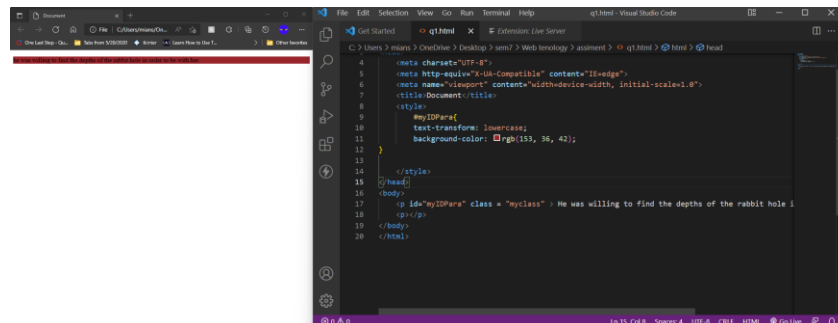 Document
File | C:/Users/mians/On...
One Last Step - Qu...
Tate from 5/20/2020
Kinter
Learn How to Use T...
Other favorites
he was willing to find the depths of the rabbit hole in order to be with her.
File Edit Selection View Go Run Terminal Help
q1.html - Visual Studio Code
Get Started
q1.html
Extension: Live Server
C: > Users > mians > OneDrive > Desktop > sem7 > Web tenology > assiment > q1.html > html > head
4 <meta charset="UTF-8">
5 <meta http-equiv="X-UA-Compatible" content="IE=edge">
6 <meta name="viewport" content="width=device-width, initial-scale=1.0">
7 <title>Document</title>
8 <style>
9 #myIDPara{
10 text-transform: lowercase;
11 background-color: rgb(153, 36, 42);
12 }
13
14 </style>
15 </head>
16 <body>
17 <p id="myIDPara" class = "myclass" > He was willing to find the depths of the rabbit hole i
18 <p></p>
19 </body>
20 </html>
0 0
Ln 15, Col 8 Spaces: 4 UTF-8 CRLF HTML Go Live